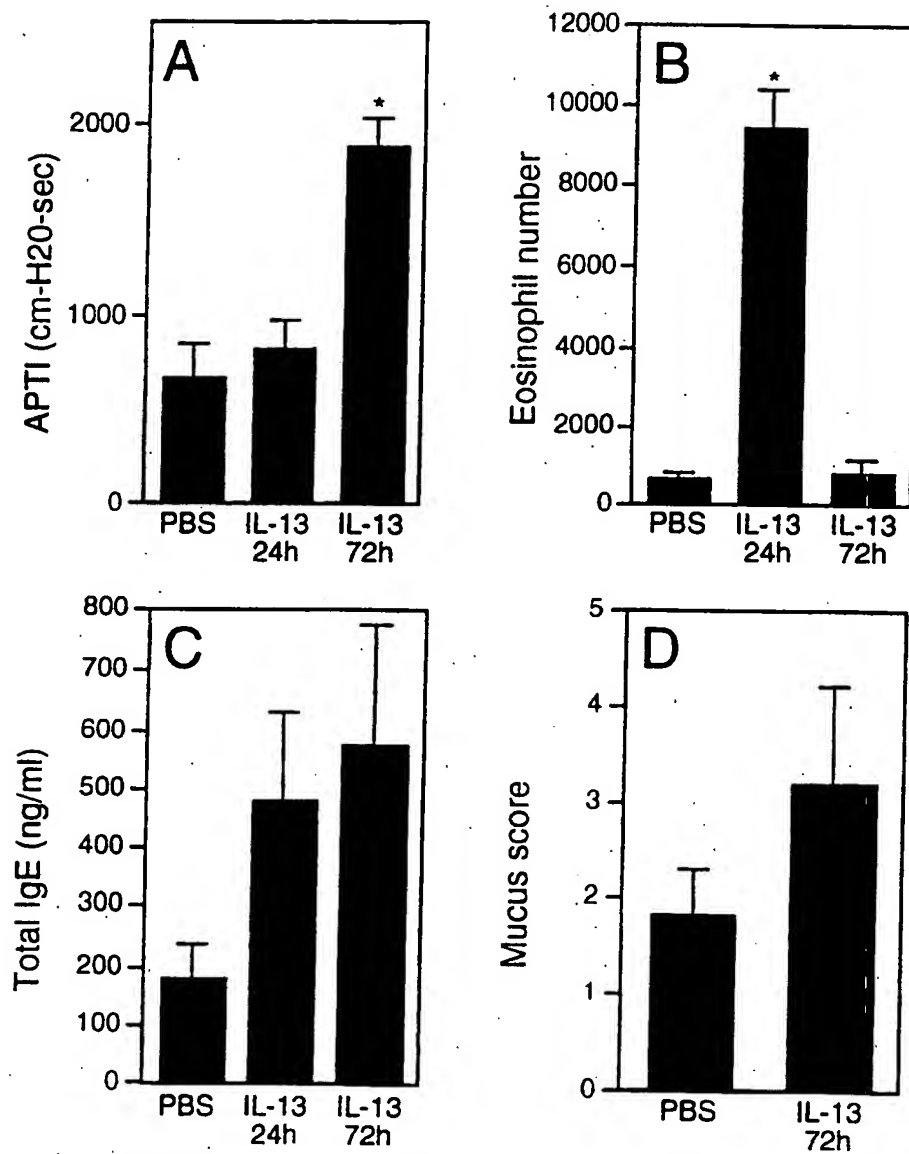 A
APTI (cm-H20-sec)
2000
1000
0
*
PBS
IL-13
24h
IL-13
72h
B
Eosinophil number
12000
10000
8000
6000
4000
2000
0
*
PBS
IL-13
24h
IL-13
72h
C
Total IgE (ng/ml)
800
700
600
500
400
300
200
100
0
PBS
IL-13
24h
IL-13
72h
D
Mucus score
5
4
3
2
1
0
PBS
IL-13
72h